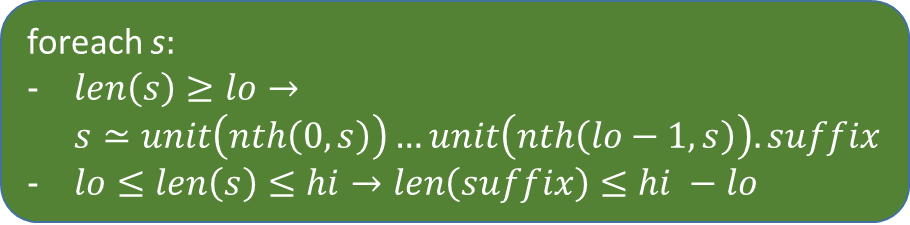 foreach s:
- len(s) ≥ lo →
s ≃ unit(nth(0, s)) … unit(nth(lo − 1, s)). suffix
- lo ≤ len(s) ≤ hi → len(suffix) ≤ hi − lo